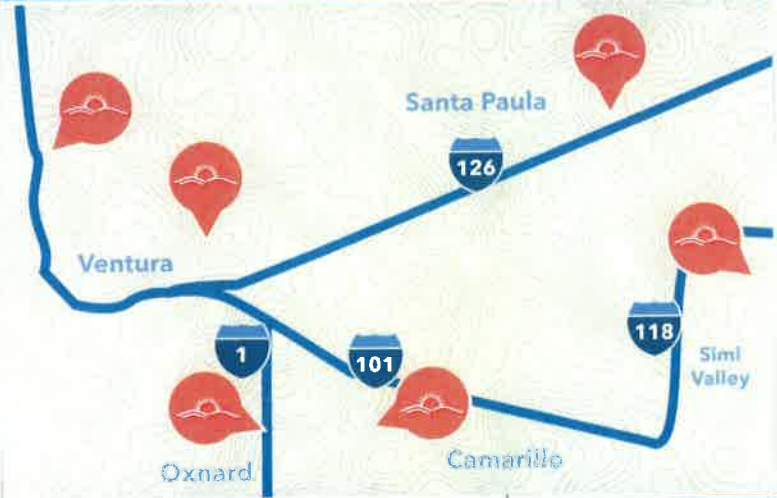 Santa Paula
126
Ventura
1
101
118
Simi
Valley
Oxnard
Camarillo